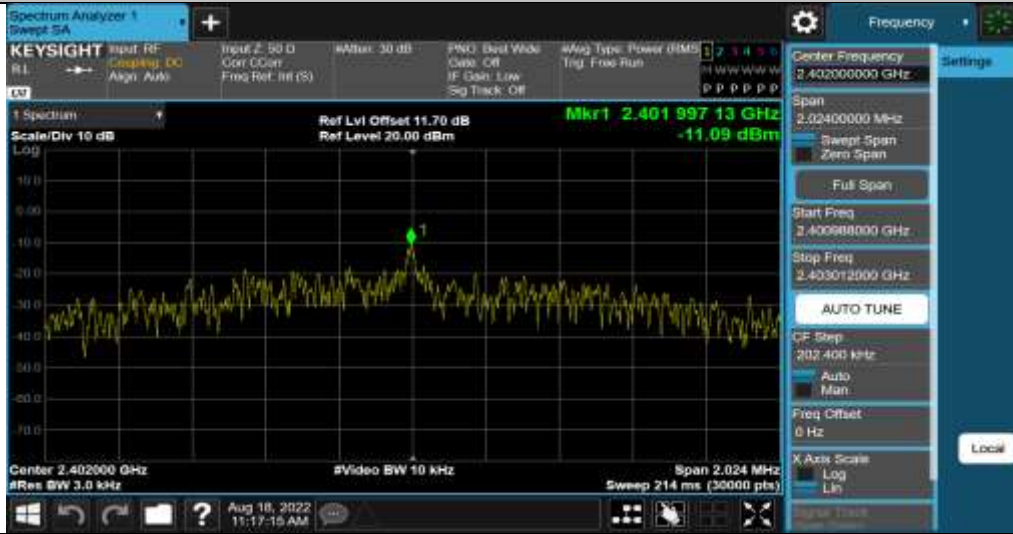 Spectrum Analyzer 1
Swept SA
+
Frequency
KEYSIGHT
RL
LXI
Input: RF
Coupling: DC
Align: Auto
Input Z: 50 Ω
Corr CCorr
Freq Ref: Int (S)
#Atten: 30 dB
PNO: Best Wide
Gate: Off
IF Gain: Low
Sig Track: Off
#Avg Type: Power (RMS)
Trig: Free Run
1 2 3 4 5 6
M W W W W W
P P P P P P
1 Spectrum
Scale/Div 10 dB
Log
Ref Lvl Offset 11.70 dB
Ref Level 20.00 dBm
Mkr1 2.401 997 13 GHz
-11.09 dBm
10.0
0.00
-10.0
-20.0
-30.0
-40.0
-50.0
-60.0
-70.0
1
Center 2.402000 GHz
#Res BW 3.0 kHz
#Video BW 10 kHz
Span 2.024 MHz
Sweep 214 ms (30000 pts)
Center Frequency
2.402000000 GHz
Settings
Span
2.02400000 MHz
Swept Span
Zero Span
Full Span
Start Freq
2.400988000 GHz
Stop Freq
2.403012000 GHz
AUTO TUNE
CF Step
202.400 kHz
Auto
Man
Freq Offset
0 Hz
Local
X Axis Scale
Log
Lin
Signal Track
?
Aug 18, 2022
11:17:15 AM